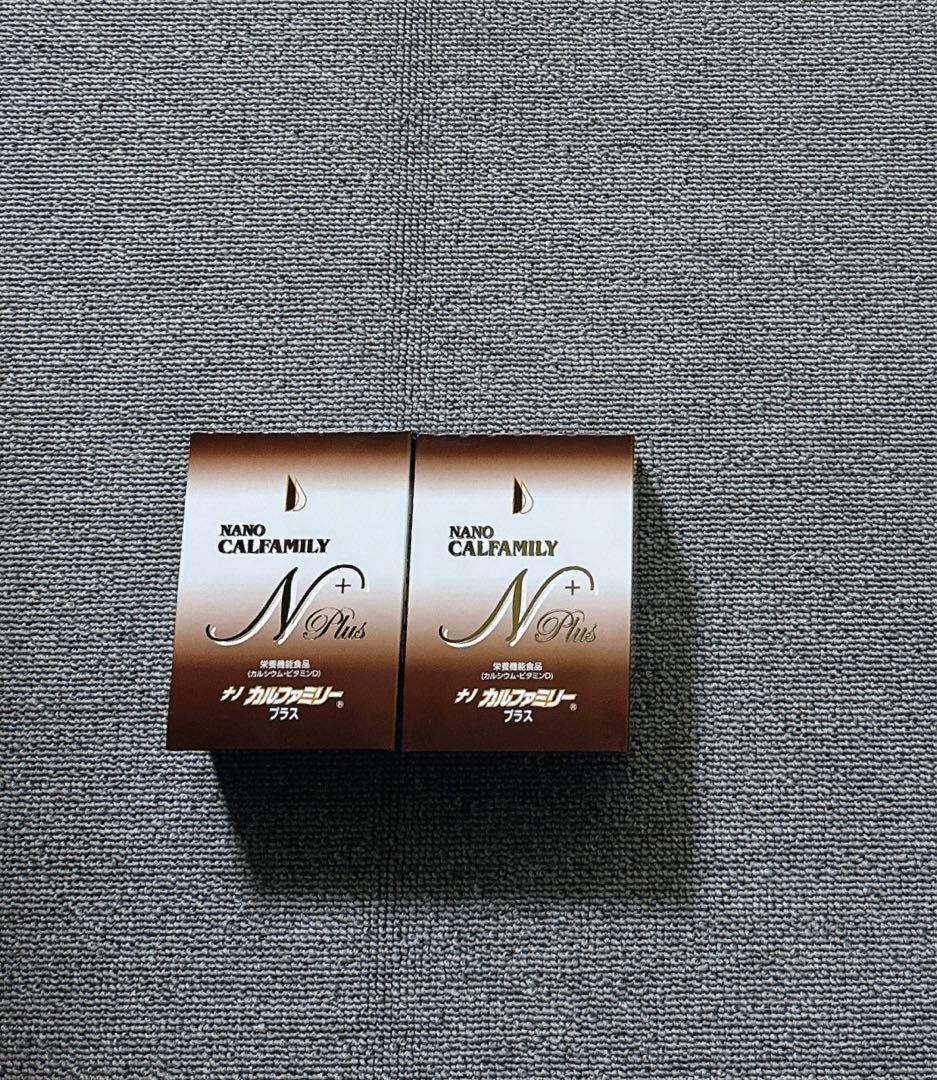 NANO
CALFAMILY
N+
Plus
栄養機能食品
(カルシウム・ビタミンD)
ナノ カルファミリー®
プラス
NANO
CALFAMILY
N+
Plus
栄養機能食品
(カルシウム・ビタミンD)
ナノ カルファミリー®
プラス